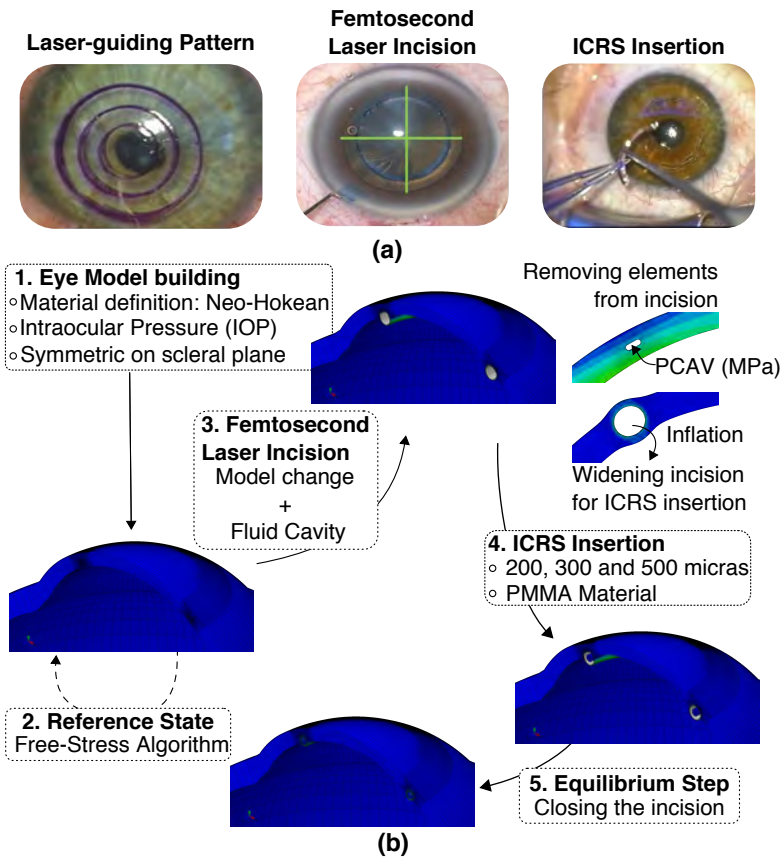 Laser-guiding Pattern
Femtosecond
Laser Incision
ICRS Insertion
(a)
1. Eye Model building
Material definition: Neo-Hokean
Intraocular Pressure (IOP)
Symmetric on scleral plane
Removing elements
from incision
PCAV (MPa)
Inflation
Widening incision
for ICRS insertion
3. Femtosecond
Laser Incision
Model change
+
Fluid Cavity
4. ICRS Insertion
200, 300 and 500 micras
PMMA Material
2. Reference State
Free-Stress Algorithm
5. Equilibrium Step
Closing the incision
(b)